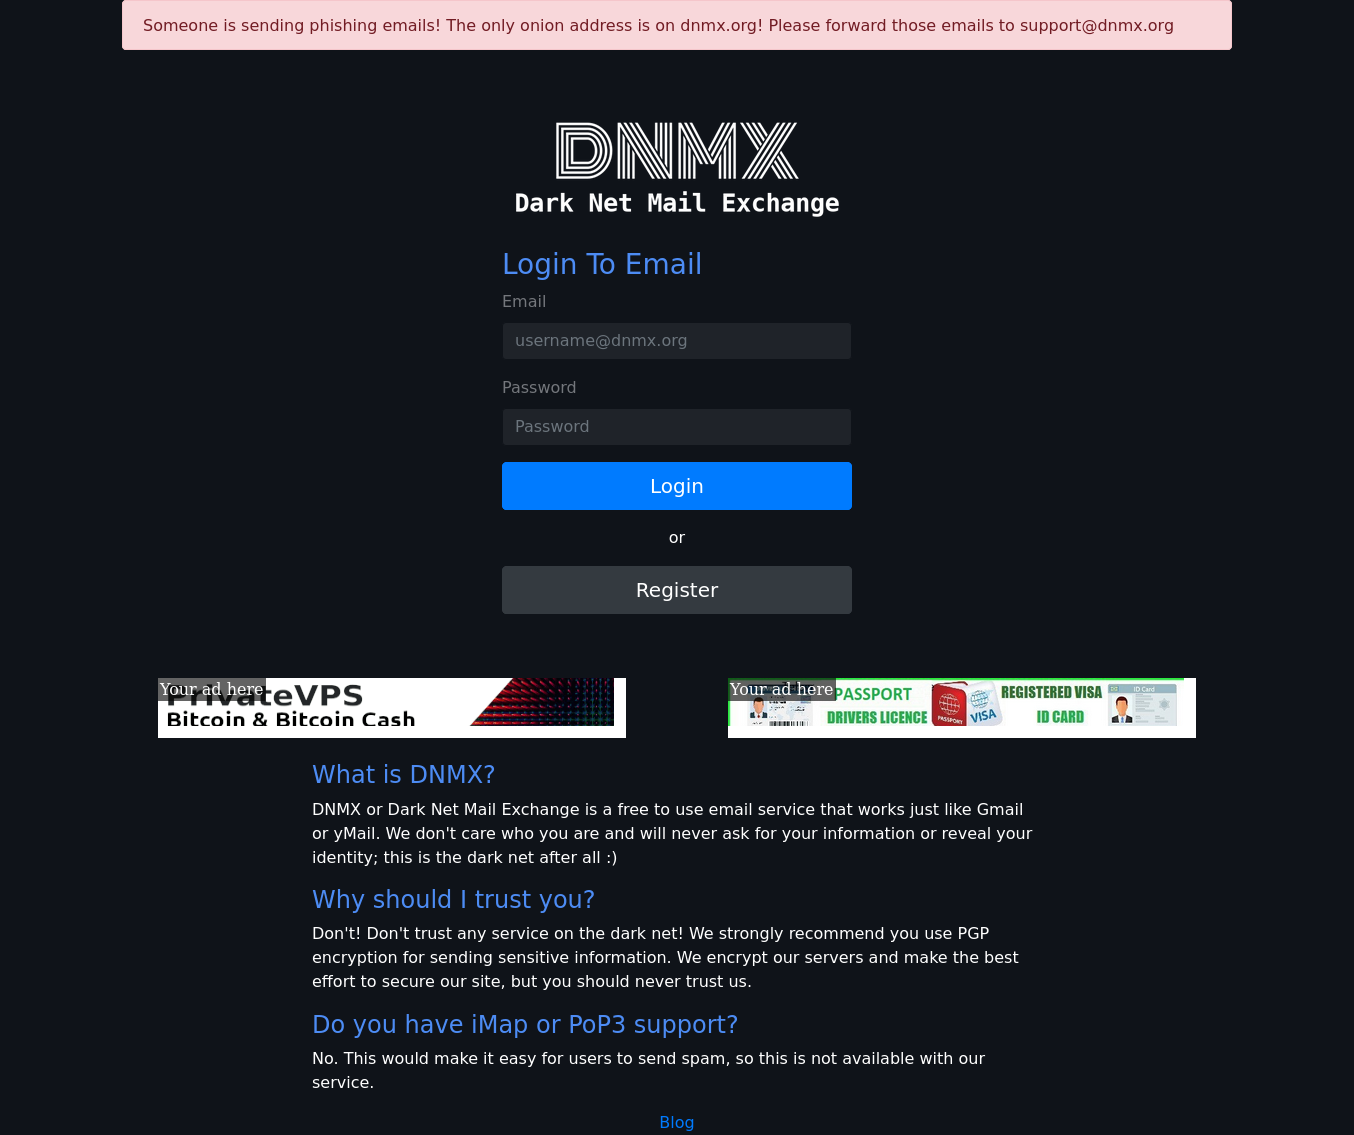 Someone is sending phishing emails! The only onion address is on dnmx.org! Please forward those emails to support@dnmx.org
DNMX
Dark Net Mail Exchange
Login To Email
Email
username@dnmx.org
Password
Password
Login
or
Register
Your ad here
PrivateVPS
Bitcoin & Bitcoin Cash
Your ad here
PASSPORT
DRIVERS LICENCE
PASSPORT
VISA
REGISTERED VISA
ID CARD
ID Card
What is DNMX?
DNMX or Dark Net Mail Exchange is a free to use email service that works just like Gmail
or yMail. We don't care who you are and will never ask for your information or reveal your
identity; this is the dark net after all :)
Why should I trust you?
Don't! Don't trust any service on the dark net! We strongly recommend you use PGP
encryption for sending sensitive information. We encrypt our servers and make the best
effort to secure our site, but you should never trust us.
Do you have iMap or PoP3 support?
No. This would make it easy for users to send spam, so this is not available with our
service.
Blog